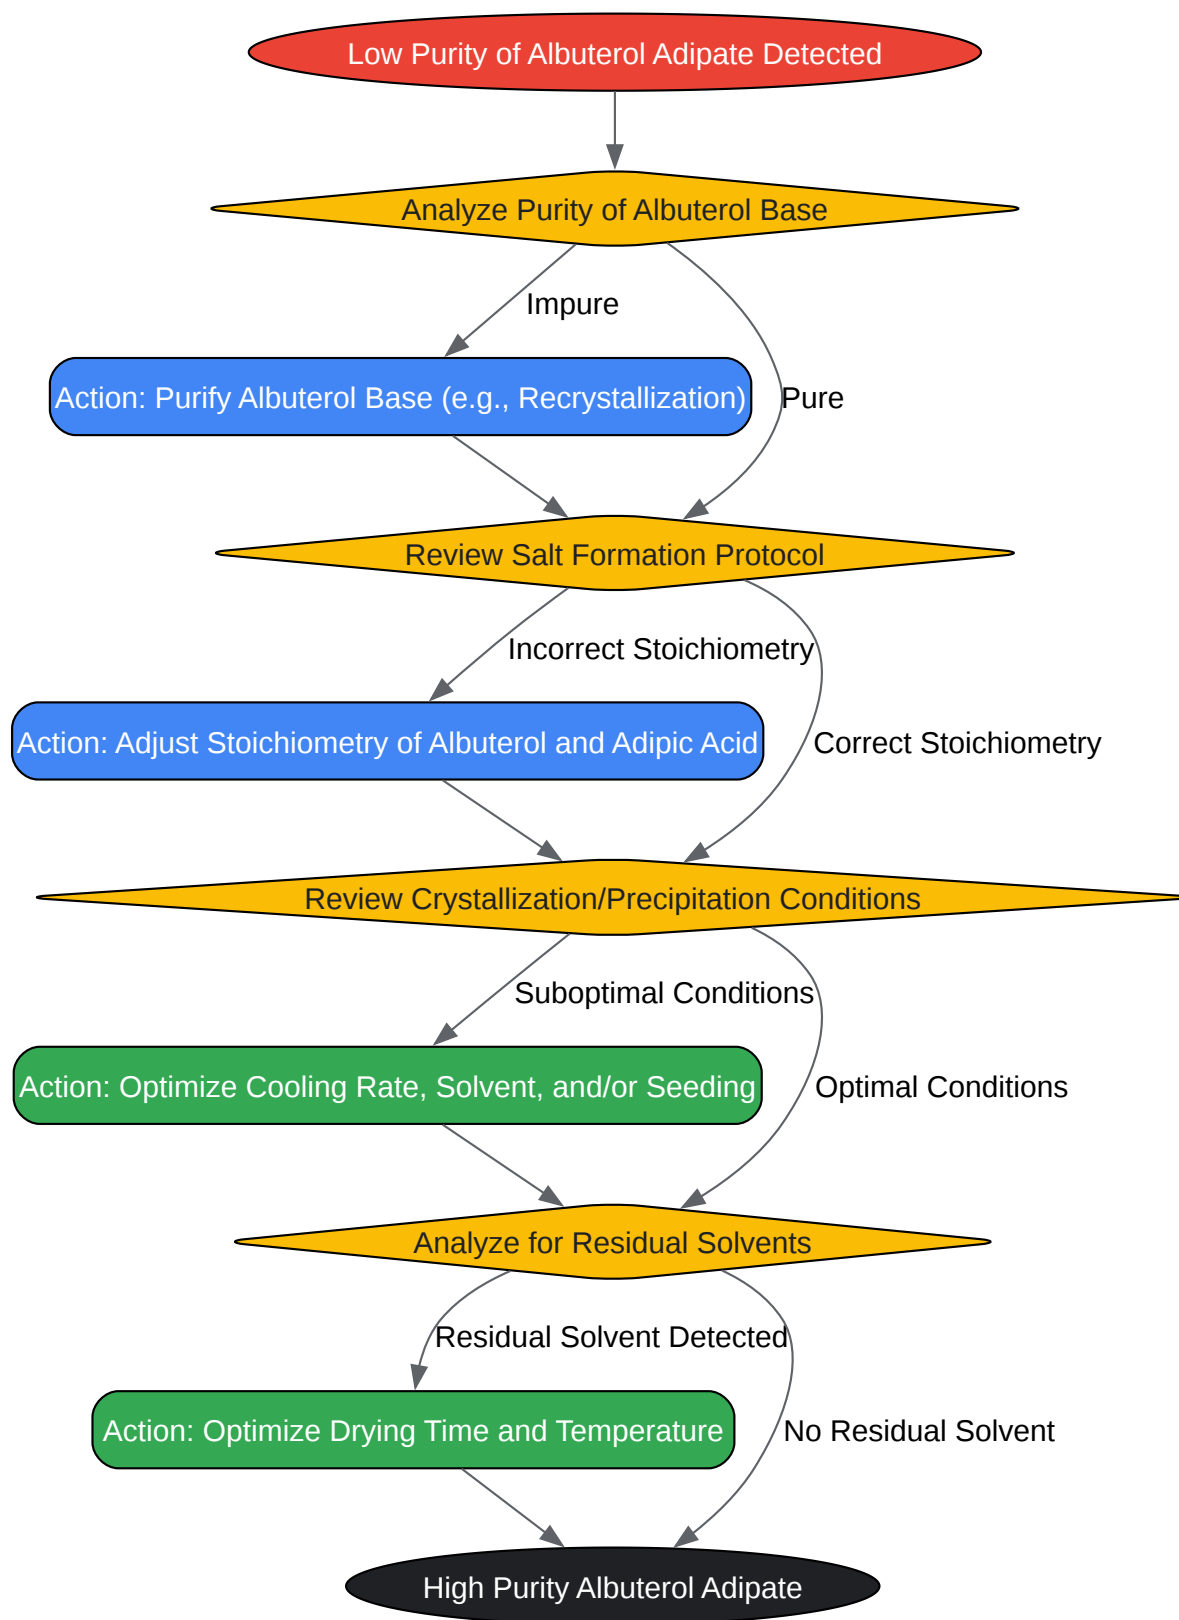 Low Purity of Albuterol Adipate Detected
Analyze Purity of Albuterol Base
Impure
Action: Purify Albuterol Base (e.g., Recrystallization)
Pure
Review Salt Formation Protocol
Incorrect Stoichiometry
Action: Adjust Stoichiometry of Albuterol and Adipic Acid
Correct Stoichiometry
Review Crystallization/Precipitation Conditions
Suboptimal Conditions
Action: Optimize Cooling Rate, Solvent, and/or Seeding
Optimal Conditions
Analyze for Residual Solvents
Residual Solvent Detected
Action: Optimize Drying Time and Temperature
No Residual Solvent
High Purity Albuterol Adipate